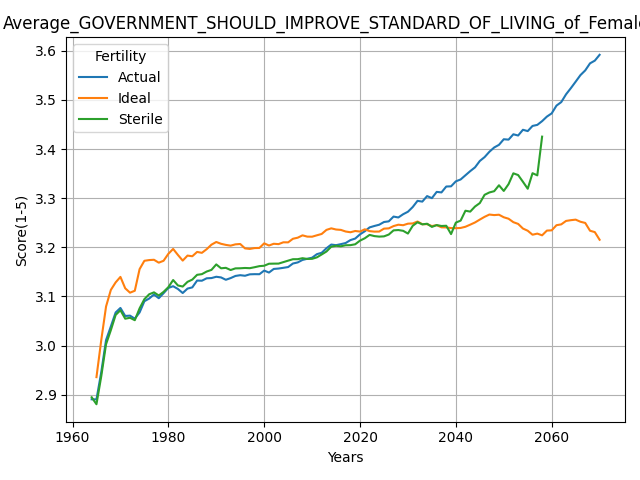 Average_GOVERNMENT_SHOULD_IMPROVE_STANDARD_OF_LIVING_of_Femal
Fertility
Actual
Ideal
Sterile
3.6
3.5
3.4
3.3
3.2
3.1
3.0
2.9
Score(1-5)
1960
1980
2000
2020
2040
2060
Years